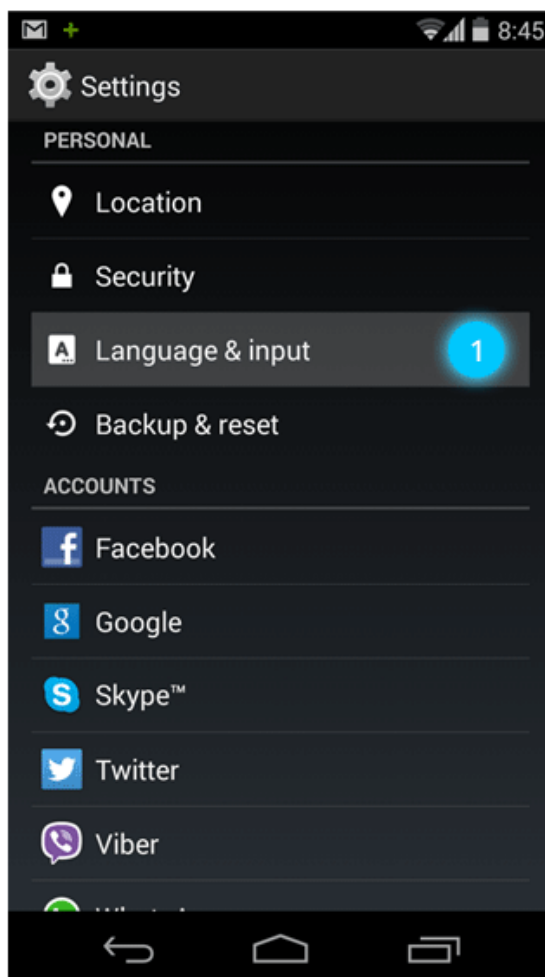 8:45
Settings
PERSONAL
Location
Security
Language & input
1
Backup & reset
ACCOUNTS
Facebook
Google
Skype™
Twitter
Viber